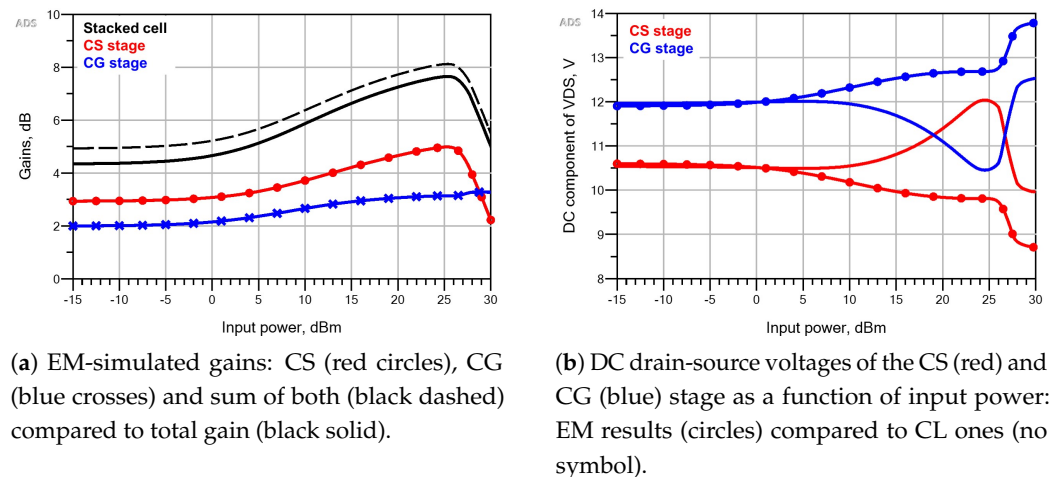 ADS
10
8
6
4
2
0
Gains, dB
Stacked cell
CS stage
CG stage
-15
-10
-5
0
5
10
15
20
25
30
Input power, dBm
(a) EM-simulated gains: CS (red circles), CG
(blue crosses) and sum of both (black dashed)
compared to total gain (black solid).
ADS
14
13
12
11
10
9
8
DC component of VDS, V
CS stage
CG stage
-15
-10
-5
0
5
10
15
20
25
30
Input power, dBm
(b) DC drain-source voltages of the CS (red) and
CG (blue) stage as a function of input power:
EM results (circles) compared to CL ones (no
symbol).